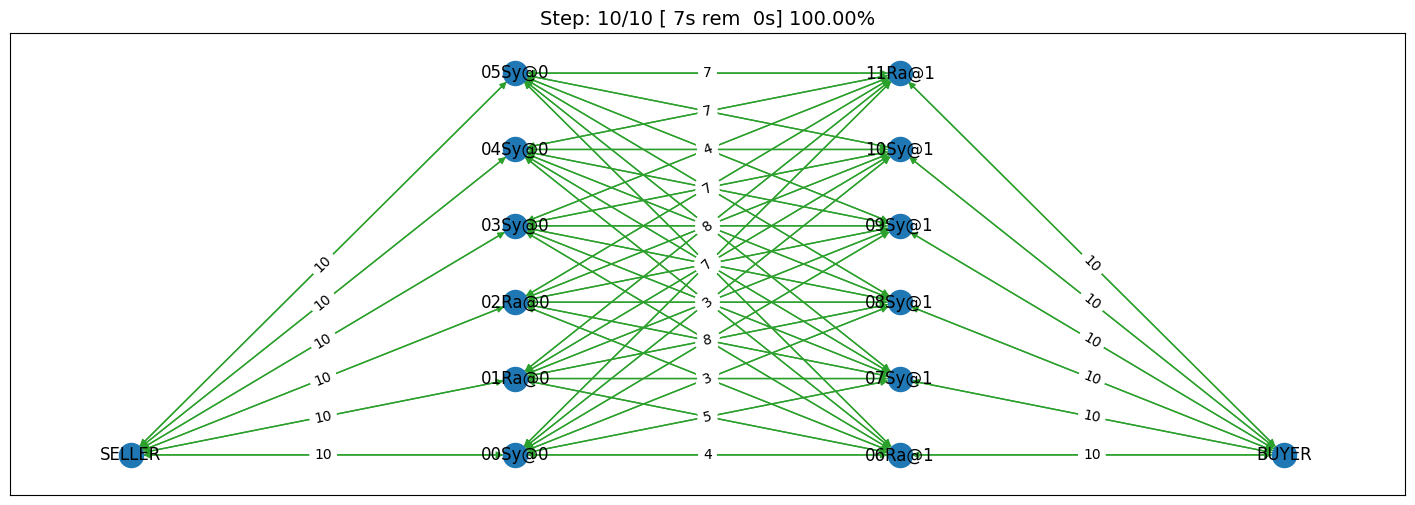 Step: 10/10 [ 7s rem  0s] 100.00%
05Sy@0 7 11Ra@1
7
04Sy@0 4 10Sy@1
7
03Sy@0 8 09Sy@1
10 7 10
02Ra@0 3 08Sy@1
10 10
10 8 10
01Ra@0 3 07Sy@1
10 10
10 5 10
SELLER 10 00Sy@0 4 06Ra@1 10 BUYER